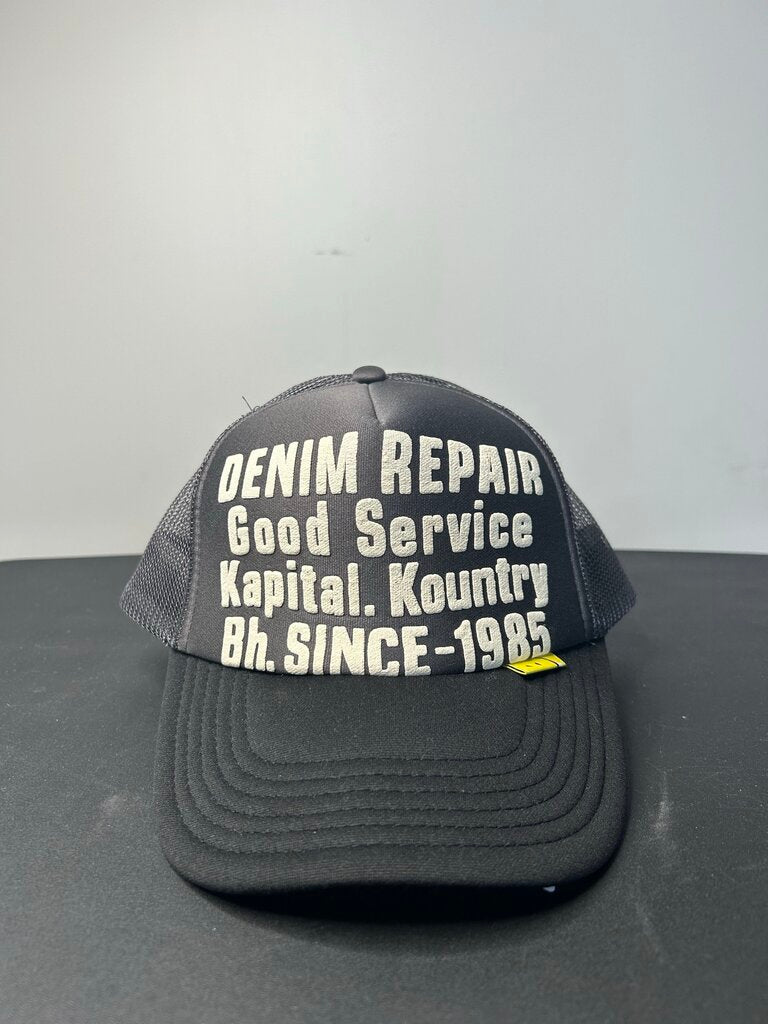 DENIM REPAIR
Good Service
Kapital. Kountry
Bh. SINCE-1985